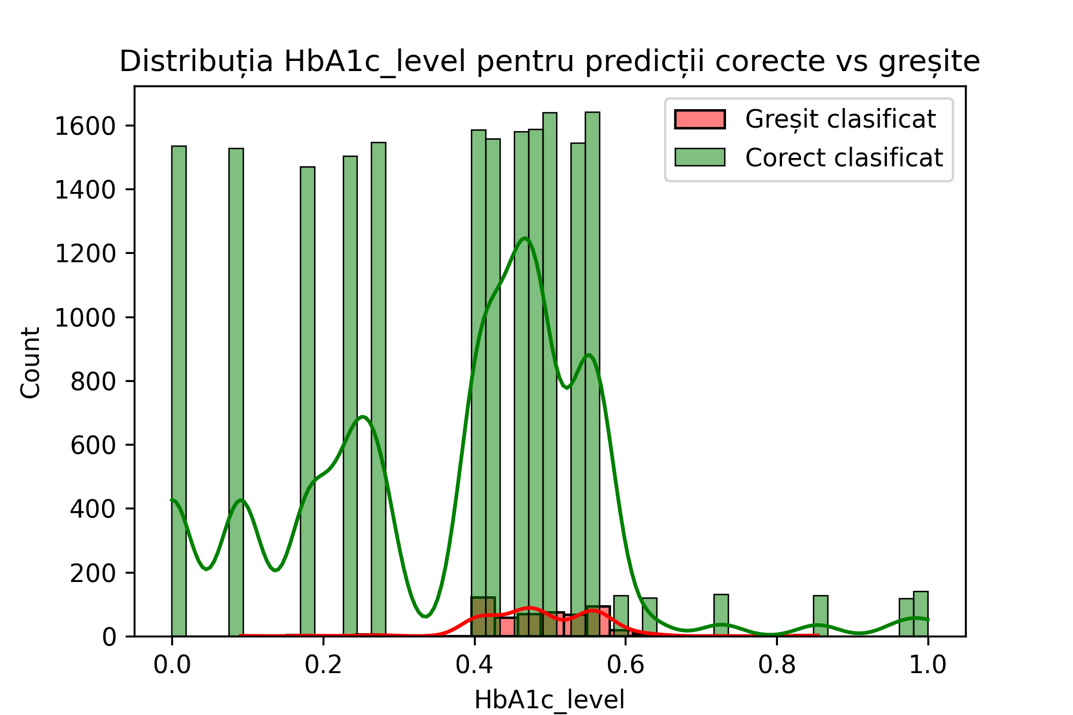 Distribuția HbA1c_level pentru predicții corecte vs greșite
Greșit clasificat
Corect clasificat
Count
1600
1400
1200
1000
800
600
400
200
0
0.0 0.2 0.4 0.6 0.8 1.0
HbA1c_level